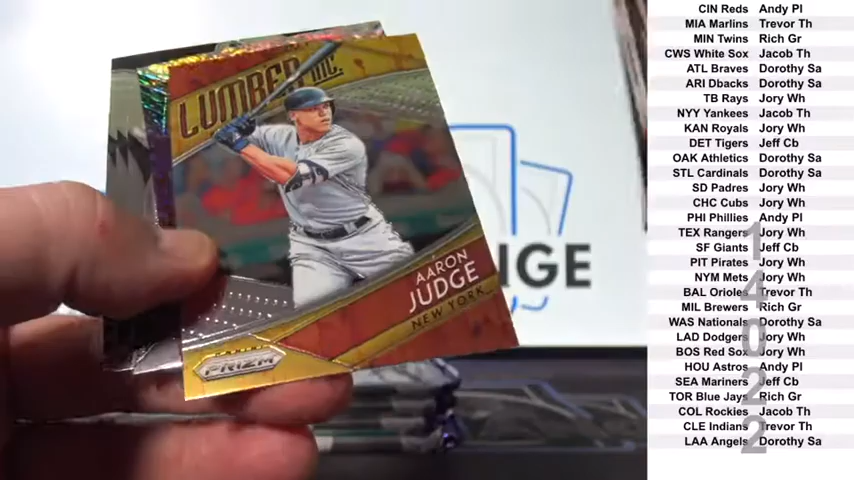 LUMBER INC.
AARON
JUDGE
NEW YORK
PANINI
PRIZM
NGE
CIN Reds Andy Pl
MIA Marlins Trevor Th
MIN Twins Rich Gr
CWS White Sox Jacob Th
ATL Braves Dorothy Sa
ARI Dbacks Dorothy Sa
TB Rays Jory Wh
NYY Yankees Jacob Th
KAN Royals Jory Wh
DET Tigers Jeff Cb
OAK Athletics Dorothy Sa
STL Cardinals Dorothy Sa
SD Padres Jory Wh
CHC Cubs Jory Wh
PHI Phillies Andy Pl
TEX Rangers Jory Wh
SF Giants Jeff Cb
PIT Pirates Jory Wh
NYM Mets Jory Wh
BAL Orioles Trevor Th
MIL Brewers Rich Gr
WAS Nationals Dorothy Sa
LAD Dodgers Jory Wh
BOS Red Sox Jory Wh
HOU Astros Andy Pl
SEA Mariners Jeff Cb
TOR Blue Jays Rich Gr
COL Rockies Jacob Th
CLE Indians Trevor Th
LAA Angels Dorothy Sa
14022